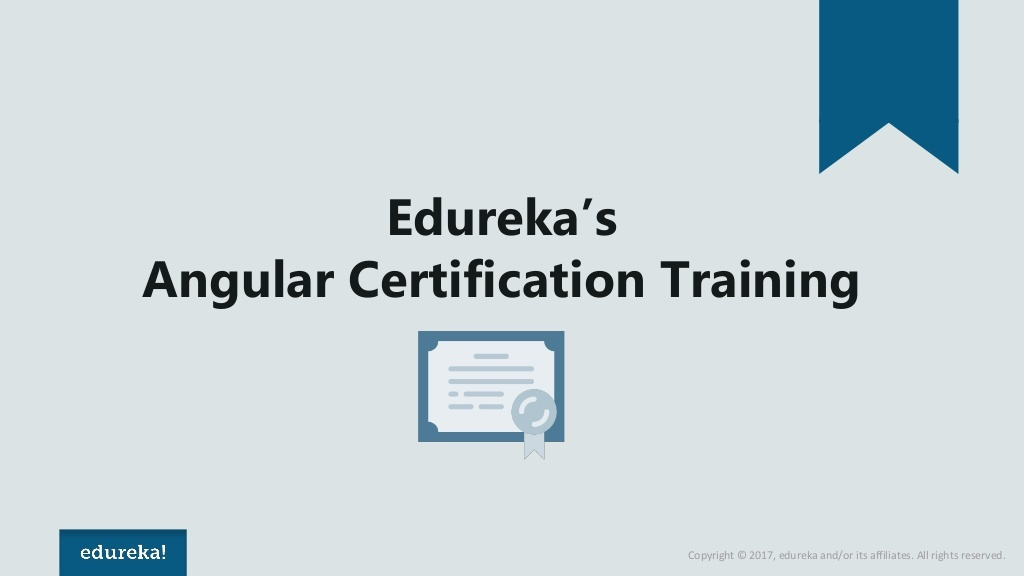 Edureka’s
Angular Certification Training
edureka!
Copyright © 2017, edureka and/or its affiliates. All rights reserved.